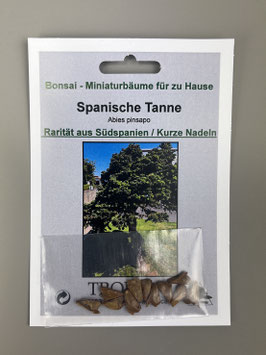 Bonsai - Miniaturbäume für zu Hause
Spanische Tanne
Abies pinsapo
Rarität aus Südspanien / Kurze Nadeln